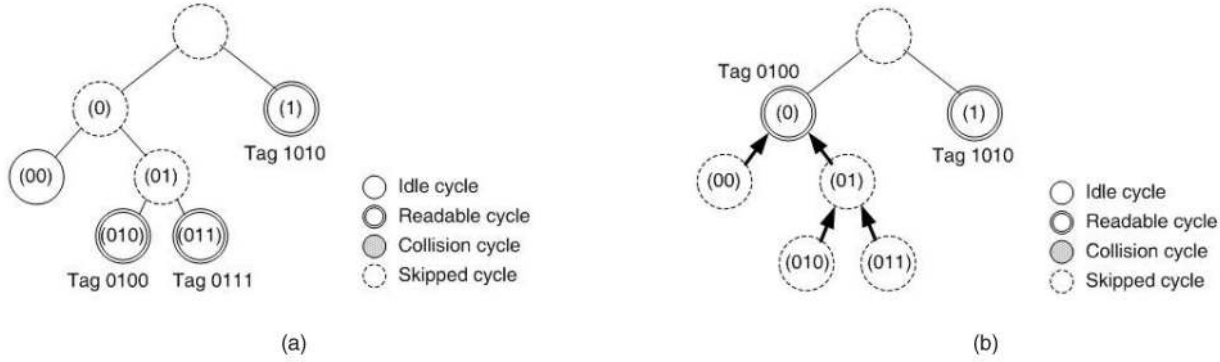 (0)
(1)
Tag 1010
(00)
(01)
(010)
(011)
Tag 0100
Tag 0111
Idle cycle
Readable cycle
Collision cycle
Skipped cycle
(a)
Tag 0100
(0)
(1)
Tag 1010
(00)
(01)
(010)
(011)
Idle cycle
Readable cycle
Collision cycle
Skipped cycle
(b)